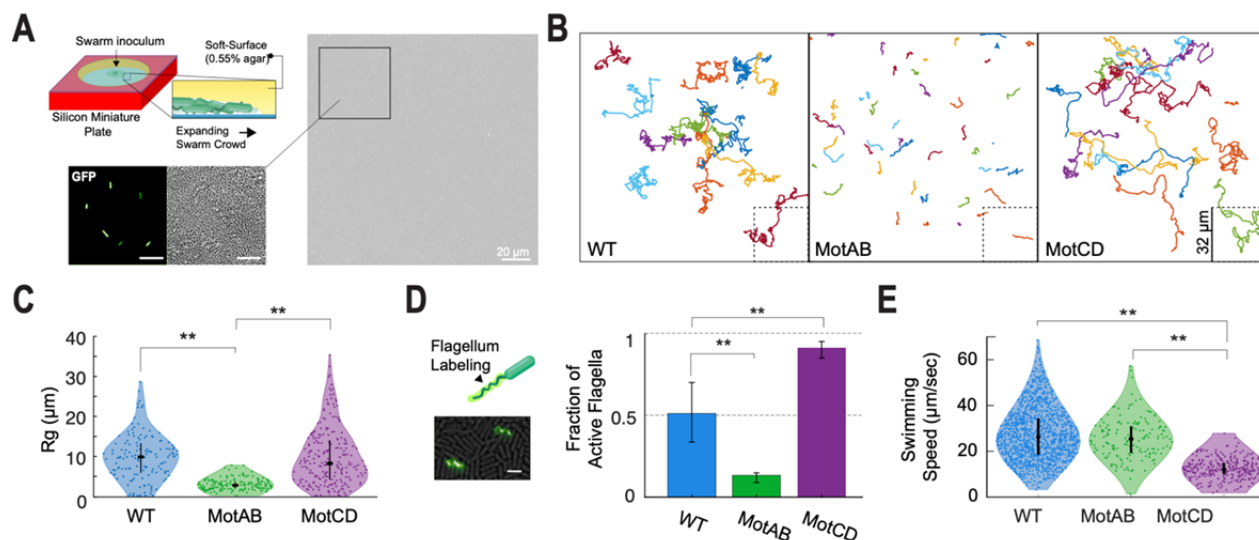 A
Swarm inoculum
Soft-Surface
(0.55% agar)
Silicon Miniature
Plate
Expanding
Swarm Crowd
GFP
20 µm
B
WT
MotAB
MotCD
32 µm
C
Rg (µm)
40
30
20
10
0
**
**
WT
MotAB
MotCD
D
Flagellum
Labeling
Fraction of
Active Flagella
1
0.5
0
**
**
WT
MotAB
MotCD
E
Swimming
Speed (µm/sec)
60
40
20
0
**
**
WT
MotAB
MotCD